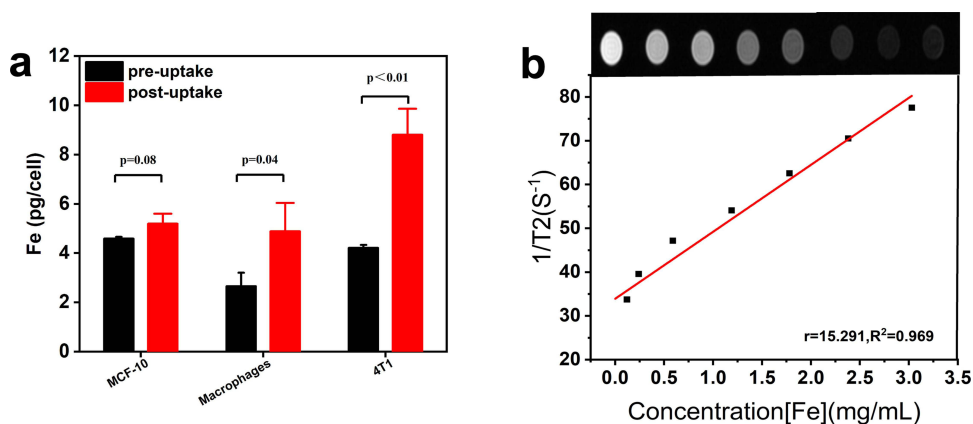 a
pre-uptake
post-uptake
p=0.08
p=0.04
p<0.01
Fe (pg/cell)
12
10
8
6
4
2
0
MCF-10
Macrophages
4T1
b
1/T2(S⁻¹)
80
70
60
50
40
30
20
r=15.291,R²=0.969
0.0 0.5 1.0 1.5 2.0 2.5 3.0 3.5
Concentration[Fe](mg/mL)